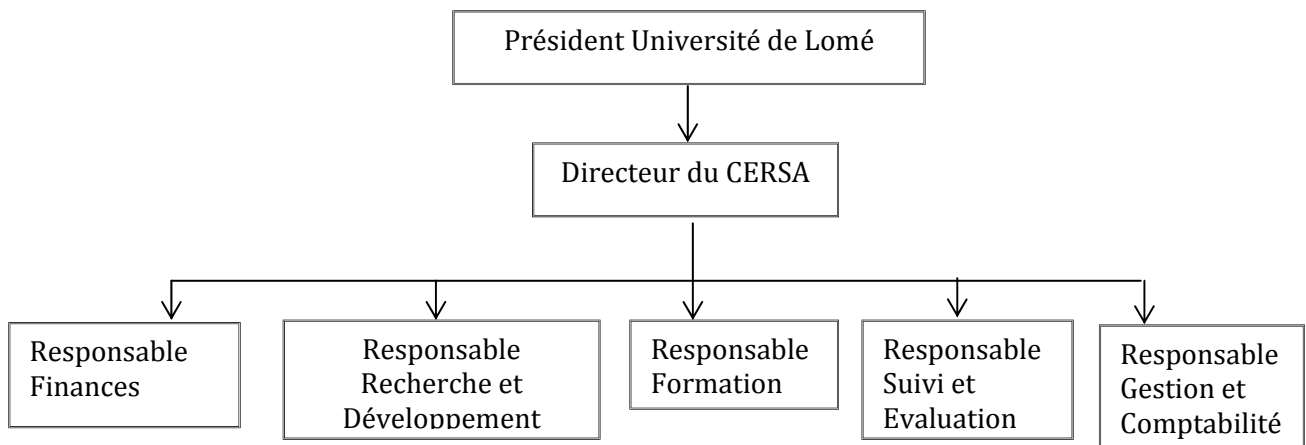 Président Université de Lomé
Directeur du CERSA
Responsable
Finances
Responsable
Recherche et
Développement
Responsable
Formation
Responsable
Suivi et
Evaluation
Responsable
Gestion et
Comptabilité